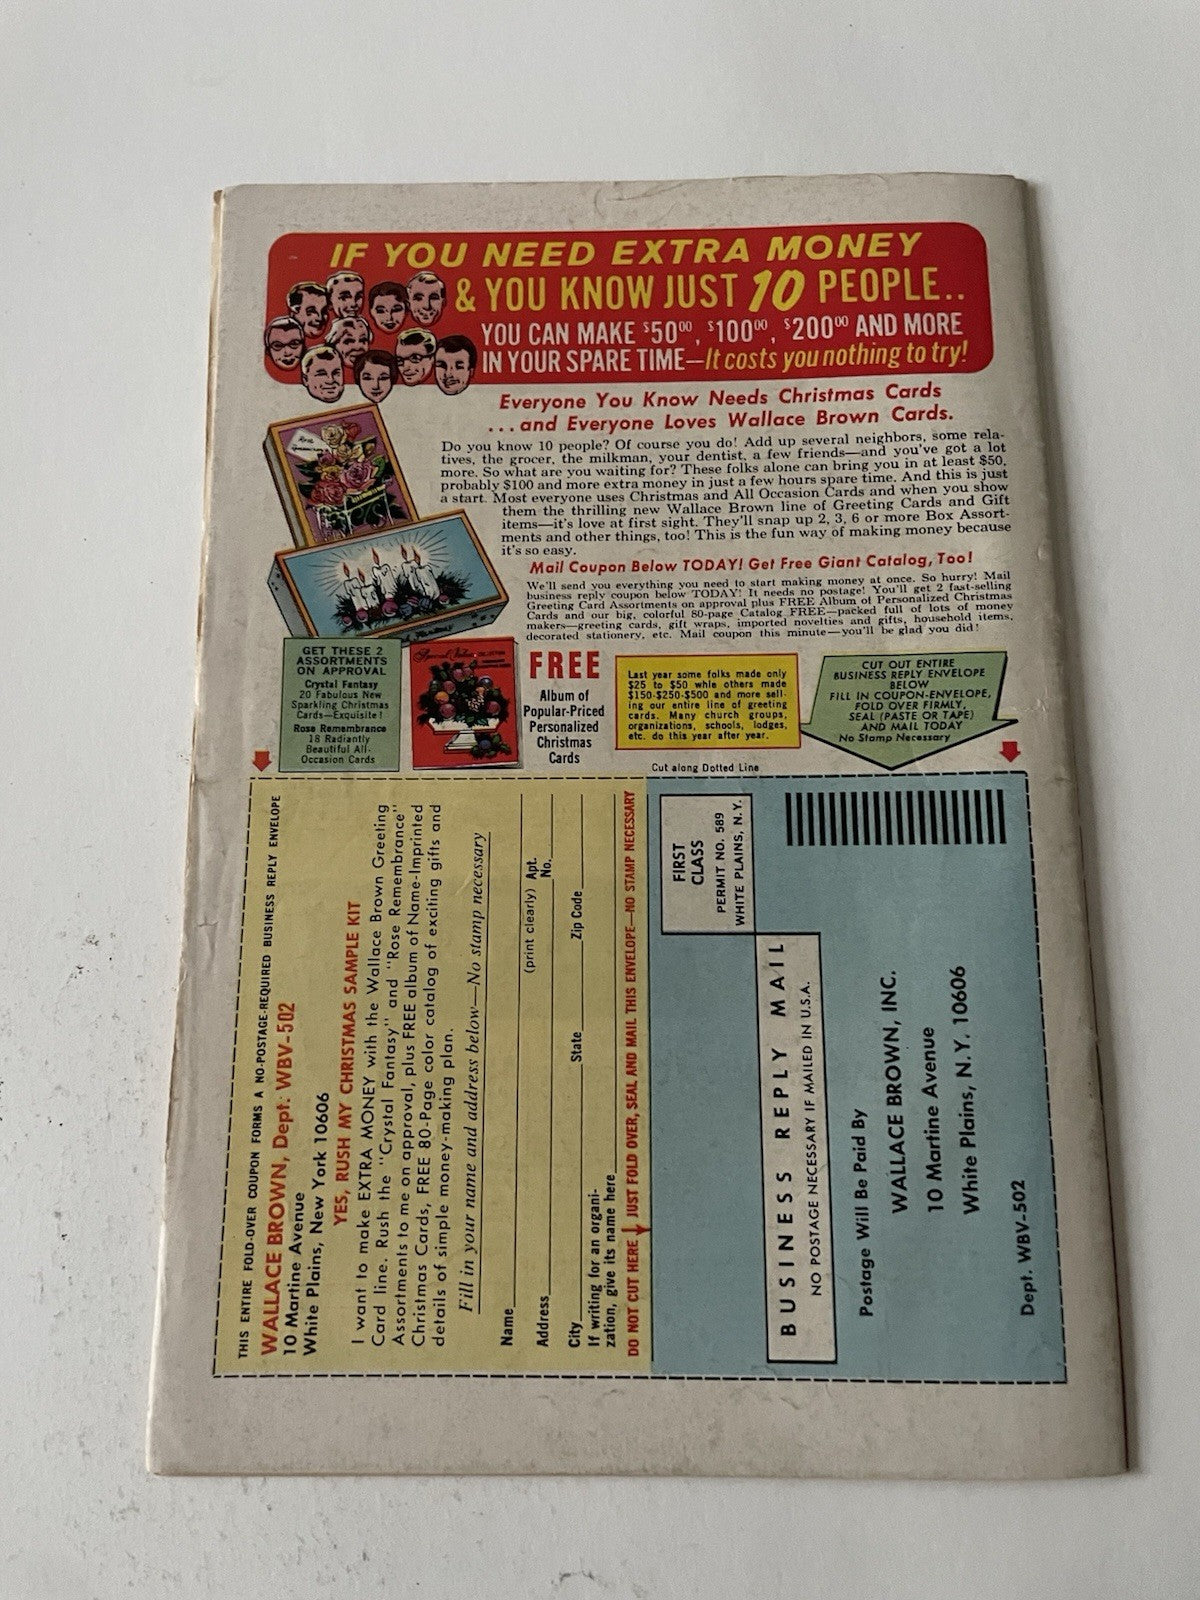 IF YOU NEED EXTRA MONEY
& YOU KNOW JUST 10 PEOPLE..
YOU CAN MAKE $50⁰⁰, $100⁰⁰, $200⁰⁰ AND MORE
IN YOUR SPARE TIME—It costs you nothing to try!
Everyone You Know Needs Christmas Cards
...and Everyone Loves Wallace Brown Cards.
Do you know 10 people? Of course you do! Add up several neighbors, some rela-
tives, the grocer, the milkman, your dentist, a few friends—and you've got a lot
more. So what are you waiting for? These folks alone can bring you in at least $50,
probably $100 and more extra money in just a few hours spare time. And this is just
a start. Most everyone uses Christmas and All Occasion Cards and when you show
them the thrilling new Wallace Brown line of Greeting Cards and Gift
items—it's love at first sight. They'll snap up 2, 3, 6 or more Box Assort-
ments and other things, too! This is the fun way of making money because
it's so easy.
Mail Coupon Below TODAY! Get Free Giant Catalog, Too!
We'll send you everything you need to start making money at once. So hurry! Mail
business reply coupon below TODAY! It needs no postage! You'll get 2 fast-selling
Greeting Card Assortments on approval plus FREE Album of Personalized Christmas
Cards and our big, colorful 80-page Catalog FREE—packed full of lots of money
makers—greeting cards, gift wraps, imported novelties and gifts, household items,
decorated stationery, etc. Mail coupon this minute—you'll be glad you did!
GET THESE 2
ASSORTMENTS
ON APPROVAL
Crystal Fantasy
20 Fabulous New
Sparkling Christmas
Cards—Exquisite!
Rose Remembrance
18 Radiantly
Beautiful All-
Occasion Cards
FREE
Album of
Popular-Priced
Personalized
Christmas
Cards
Last year some folks made only
$25 to $50 while others made
$150-$250-$500 and more sell-
ing our entire line of greeting
cards. Many church groups,
organizations, schools, lodges,
etc. do this year after year.
CUT OUT ENTIRE
BUSINESS REPLY ENVELOPE
BELOW
FILL IN COUPON-ENVELOPE,
FOLD OVER FIRMLY,
SEAL (PASTE OR TAPE)
AND MAIL TODAY
No Stamp Necessary
Cut along Dotted Line
THIS ENTIRE FOLD-OVER COUPON FORMS A NO-POSTAGE-REQUIRED BUSINESS REPLY ENVELOPE
WALLACE BROWN, Dept. WBV-502
10 Martine Avenue
White Plains, New York 10606
YES, RUSH MY CHRISTMAS SAMPLE KIT
I want to make EXTRA MONEY with the Wallace Brown Greeting
Card line. Rush the "Crystal Fantasy" and "Rose Remembrance"
Assortments to me on approval, plus FREE album of Name-Imprinted
Christmas Cards, FREE 80-Page color catalog of exciting gifts and
details of simple money-making plan.
Fill in your name and address below—No stamp necessary
Name
(print clearly)
Address
Apt. No.
City
State
Zip Code
If writing for an organi-
zation, give its name here
DO NOT CUT HERE JUST FOLD OVER, SEAL AND MAIL THIS ENVELOPE—NO STAMP NECESSARY
FIRST
CLASS
PERMIT NO. 589
WHITE PLAINS, N.Y.
BUSINESS REPLY MAIL
NO POSTAGE NECESSARY IF MAILED IN U.S.A.
Postage Will Be Paid By
WALLACE BROWN, INC.
10 Martine Avenue
White Plains, N.Y. 10606
Dept. WBV-502